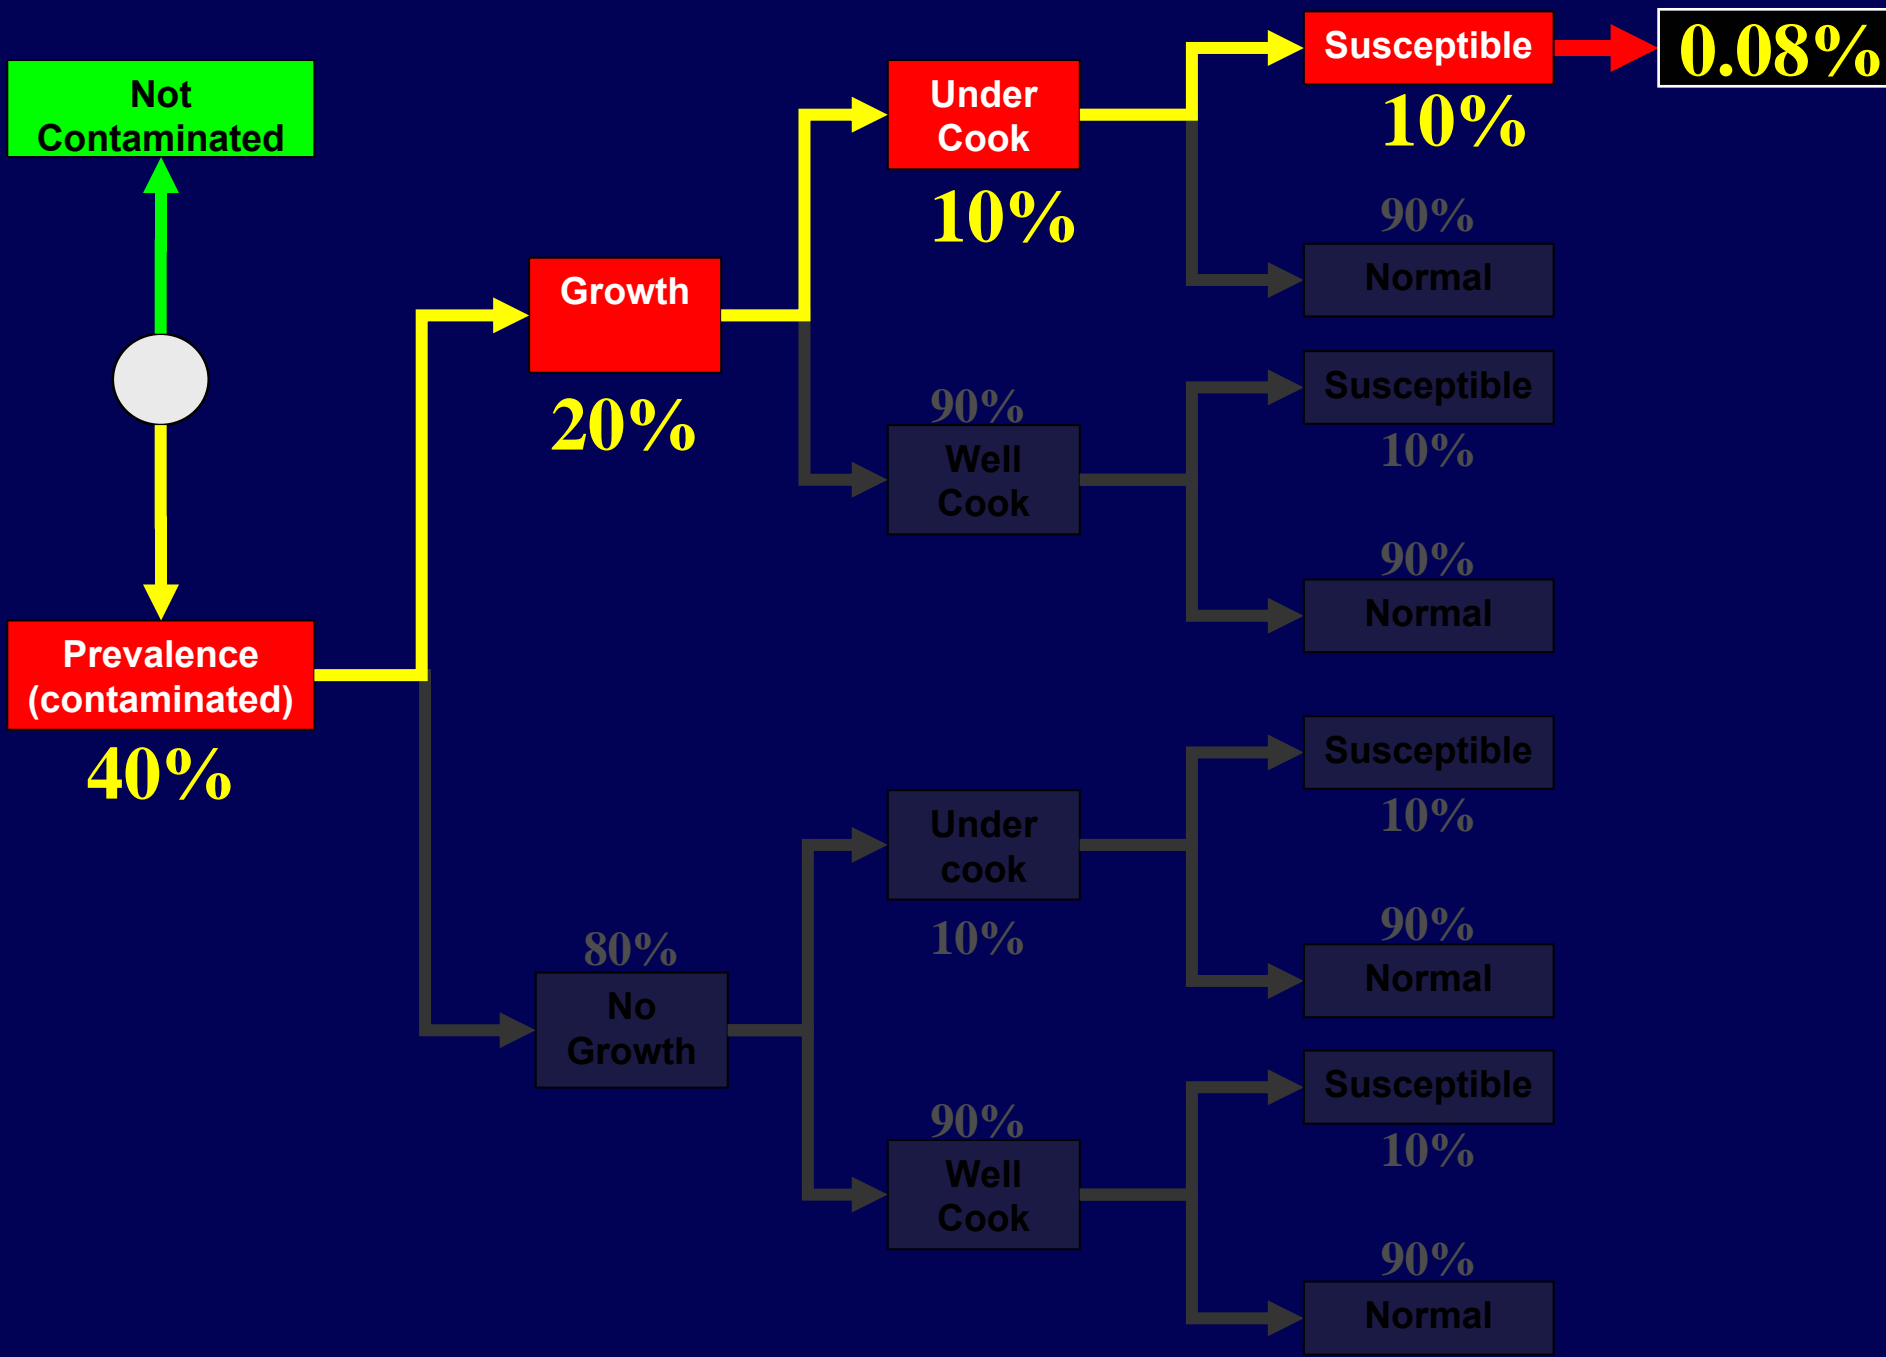 Not
Contaminated
Prevalence
(contaminated)
40%
Growth
20%
80%
No
Growth
Under
Cook
10%
90%
Well
Cook
Under
cook
10%
90%
Well
Cook
Susceptible
10%
90%
Normal
Susceptible
10%
90%
Normal
Susceptible
10%
90%
Normal
Susceptible
10%
90%
Normal
0.08%